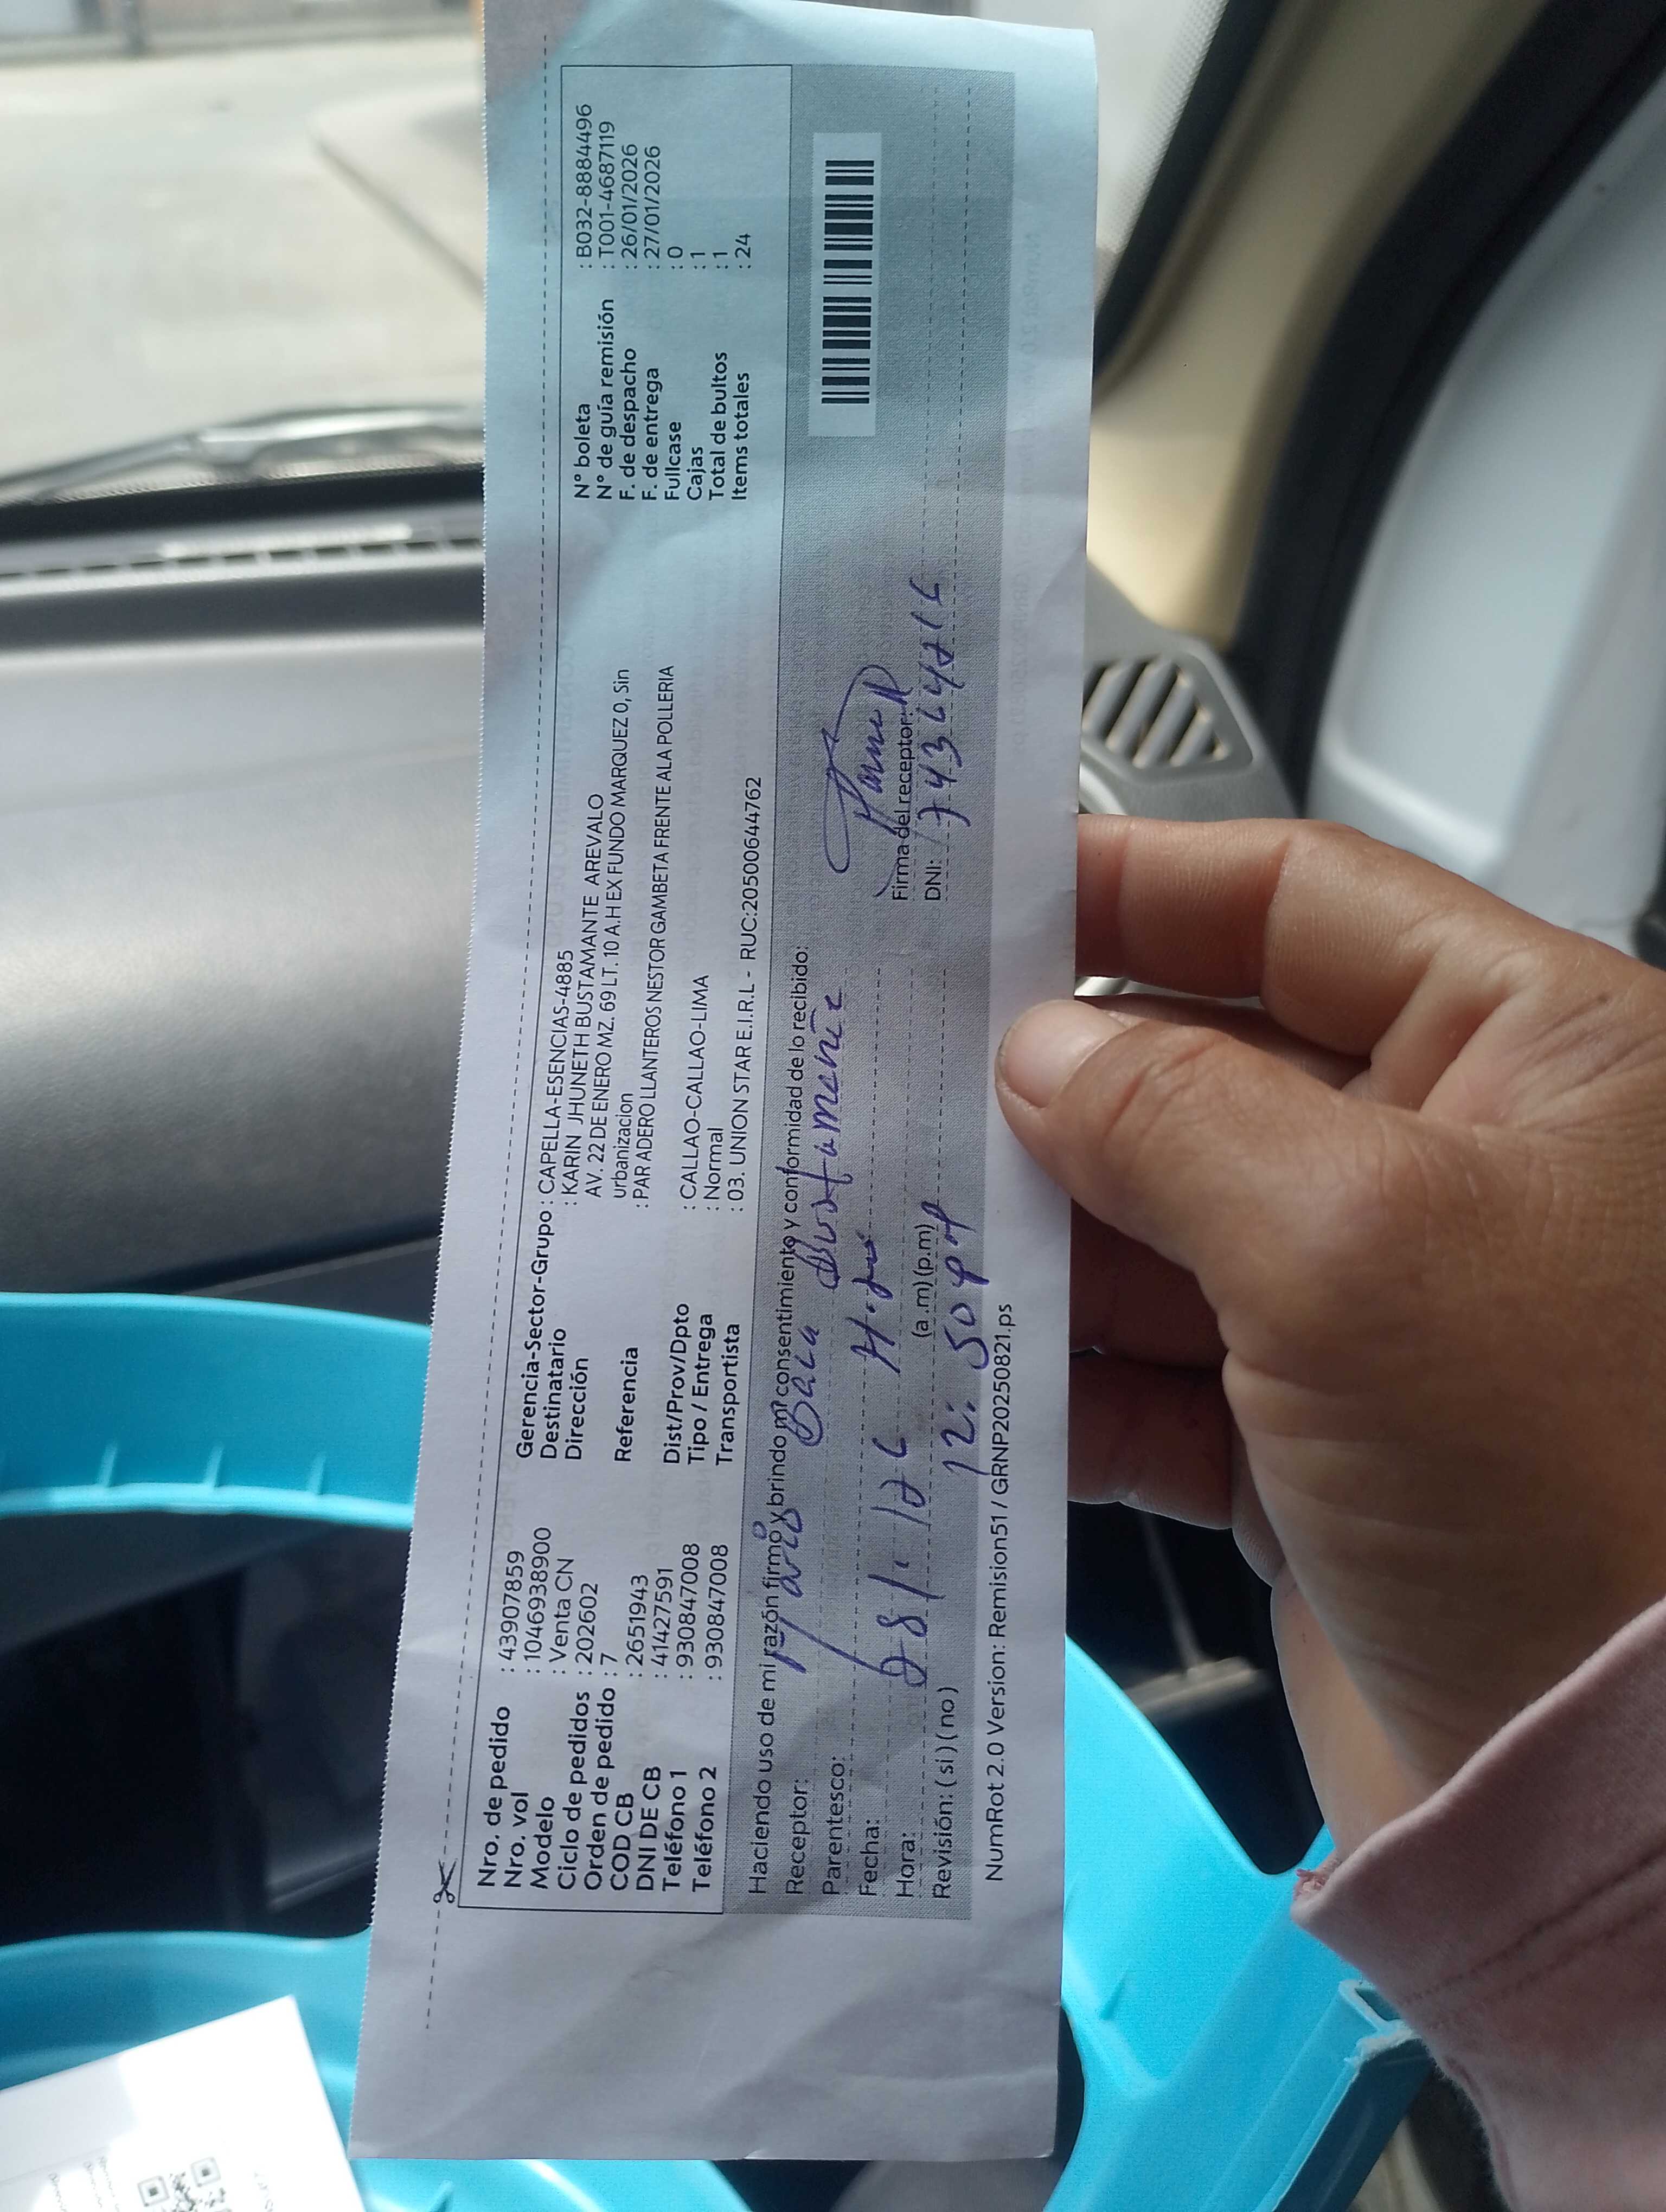 Nro. de pedido : 43907859
Nro. vol : 1046938900
Modelo : Venta CN
Ciclo de pedidos : 202602
Orden de pedido : 7
COD CB : 2651943
DNI DE CB : 41427591
Teléfono 1 : 930847008
Teléfono 2 : 930847008
Gerencia-Sector-Grupo : CAPELLA-ESENCIAS-4885
Destinatario : KARIN JHUNETH BUSTAMANTE AREVALO
Dirección AV. 22 DE ENERO MZ. 69 LT. 10 A.H EX FUNDO MARQUEZ 0, Sin
urbanizacion
Referencia : PARADERO LLANTEROS NESTOR GAMBETA FRENTE ALA POLLERIA
Dist/Prov/Dpto : CALLAO-CALLAO-LIMA
Tipo / Entrega : Normal
Transportista : 03. UNION STAR E.I.R.L - RUC:20500644762
N° boleta : B032-8884496
N° de guía remisión : T001-4687119
F. de despacho : 26/01/2026
F. de entrega : 27/01/2026
Fullcase : 0
Cajas : 1
Total de bultos : 1
Items totales : 24
Haciendo uso de mi razón firmo y brindo mi consentimiento y conformidad de lo recibido:
Receptor: Mario Baca Bustamante
Parentesco:
Fecha:
Hora: (a.m) (p.m)
12:50 PM
Revisión: (si) (no)
Firma del receptor:
DNI:
NumRot 2.0 Version: Remision51 / GRNP20250821.ps